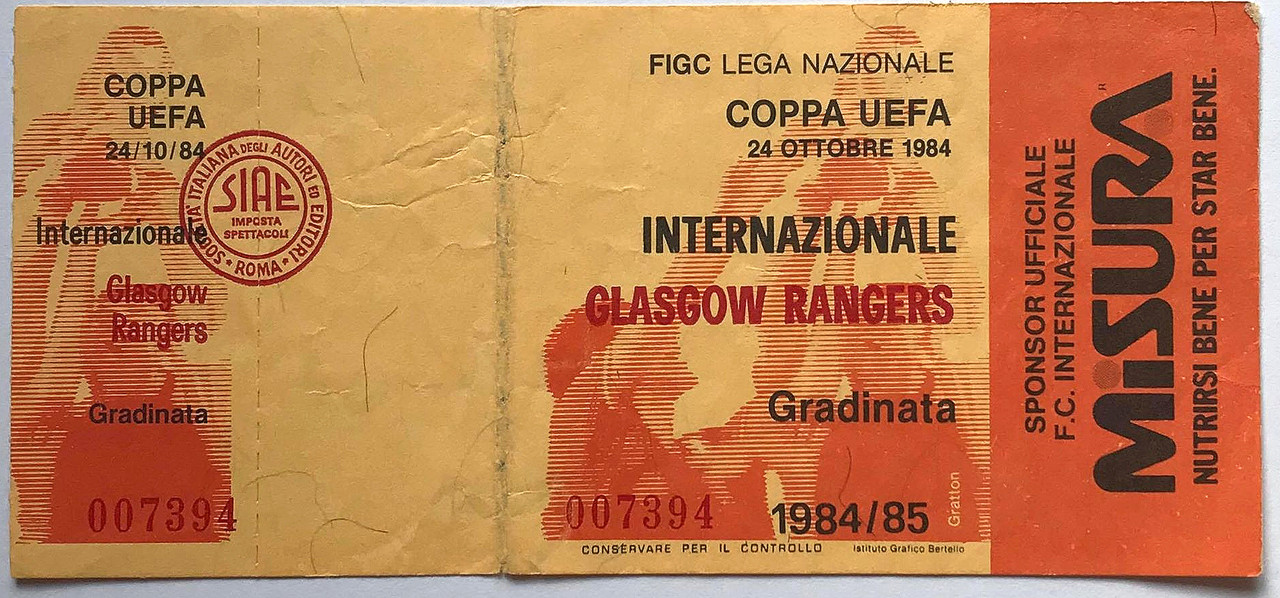 COPPA
UEFA
24/10/84
SOCIETÀ ITALIANA DEGLI AUTORI ED EDITORI
SIAE
IMPOSTA
SPETTACOLI
ROMA
Internazionale
Glasgow
Rangers
Gradinata
007394
FIGC LEGA NAZIONALE
COPPA UEFA
24 OTTOBRE 1984
INTERNAZIONALE
GLASGOW RANGERS
Gradinata
007394
1984/85
Gratton
CONSERVARE PER IL CONTROLLO
Istituto Grafico Bertello
SPONSOR UFFICIALE
F.C. INTERNAZIONALE
MiSURA
R
NUTRIRSI BENE PER STAR BENE.